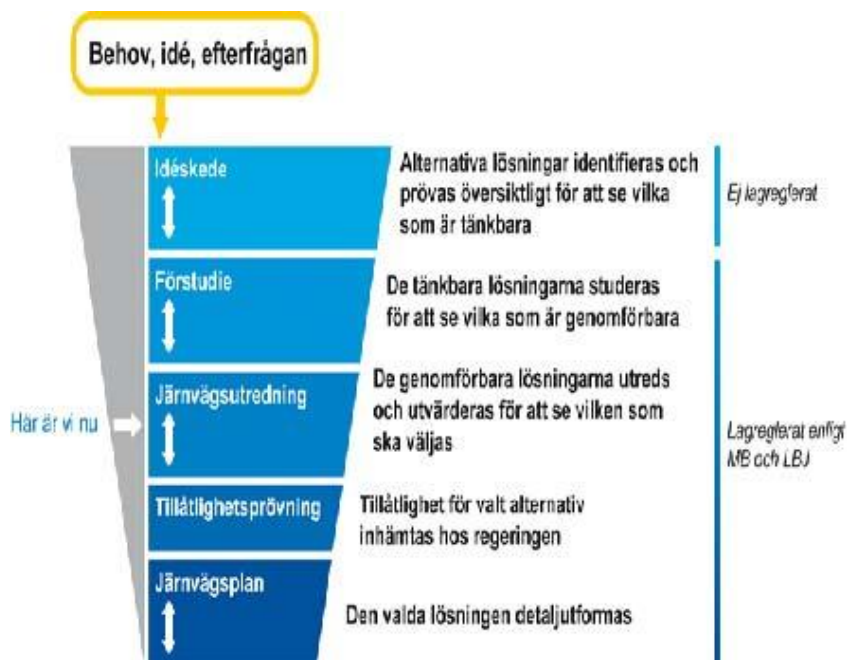 Behov, idé, efterfrågan
Idéskede
Alternativa lösningar identifieras och
prövas översiktligt för att se vilka
som är tänkbara
Ej lagreglerat
Förstudie
De tänkbara lösningarna studeras
för att se vilka som är genomförbara
Järnvägsutredning
De genomförbara lösningarna utreds
och utvärderas för att se vilken som
ska väljas
Här är vi nu
Lagreglerat enligt
MB och LBJ
Tillåtlighetsprövning
Tillåtlighet för valt alternativ
inhämtas hos regeringen
Järnvägsplan
Den valda lösningen detaljutformas